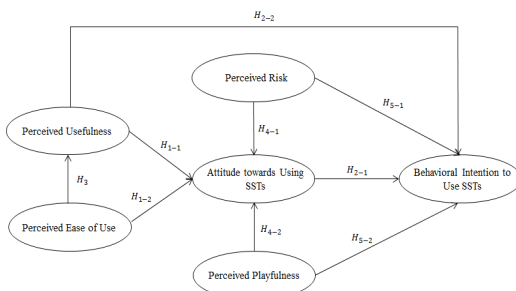 H₂₋₂
Perceived Risk
H₅₋₁
Perceived Usefulness
H₁₋₁
H₄₋₁
Attitude towards Using
SSTs
H₂₋₁
Behavioral Intention to
Use SSTs
H₃
H₁₋₂
Perceived Ease of Use
H₄₋₂
H₅₋₂
Perceived Playfulness